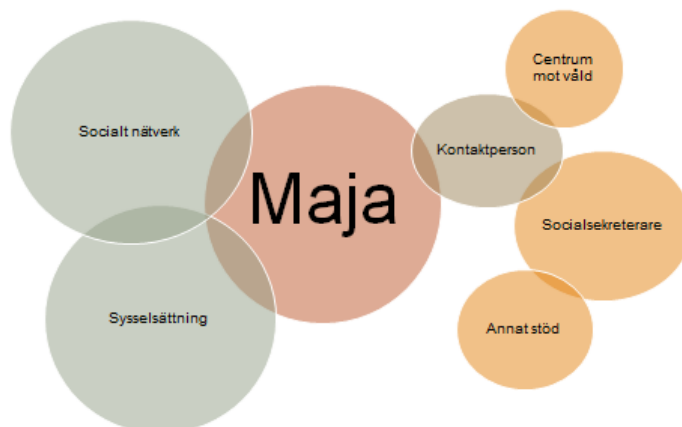 Centrum
mot våld
Socialt nätverk
Kontaktperson
Maja
Socialsekreterare
Sysselsättning
Annat stöd